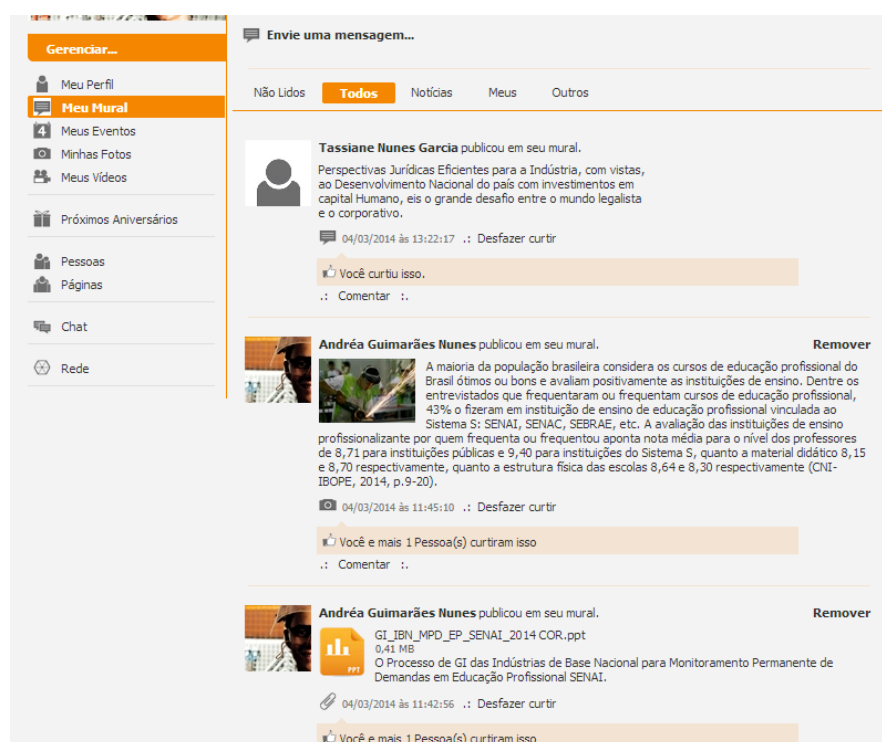 Gerenciar...
Meu Perfil
Meu Mural
4 Meus Eventos
Minhas Fotos
Meus Vídeos
Próximos Aniversários
Pessoas
Páginas
Chat
Rede
Envie uma mensagem...
Não Lidos Todos Notícias Meus Outros
Tassiane Nunes Garcia publicou em seu mural.
Perspectivas Jurídicas Eficientes para a Indústria, com vistas,
ao Desenvolvimento Nacional do país com investimentos em
capital Humano, eis o grande desafio entre o mundo legalista
e o corporativo.
04/03/2014 às 13:22:17 .: Desfazer curtir
Você curtiu isso.
.: Comentar :.
Andréa Guimarães Nunes publicou em seu mural. Remover
A maioria da população brasileira considera os cursos de educação profissional do
Brasil ótimos ou bons e avaliam positivamente as instituições de ensino. Dentre os
entrevistados que frequentaram ou frequentam cursos de educação profissional,
43% o fizeram em instituição de ensino de educação profissional vinculada ao
Sistema S: SENAI, SENAC, SEBRAE, etc. A avaliação das instituições de ensino
profissionalizante por quem frequenta ou frequentou aponta nota média para o nível dos professores
de 8,71 para instituições públicas e 9,40 para instituições do Sistema S, quanto a material didático 8,15
e 8,70 respectivamente, quanto a estrutura física das escolas 8,64 e 8,30 respectivamente (CNI-
IBOPE, 2014, p.9-20).
04/03/2014 às 11:45:10 .: Desfazer curtir
Você e mais 1 Pessoa(s) curtiram isso
.: Comentar :.
Andréa Guimarães Nunes publicou em seu mural. Remover
GI_IBN_MPD_EP_SENAI_2014 COR.ppt
0,41 MB
PPT
O Processo de GI das Indústrias de Base Nacional para Monitoramento Permanente de
Demandas em Educação Profissional SENAI.
04/03/2014 às 11:42:56 .: Desfazer curtir
Você e mais 1 Pessoa(s) curtiram isso